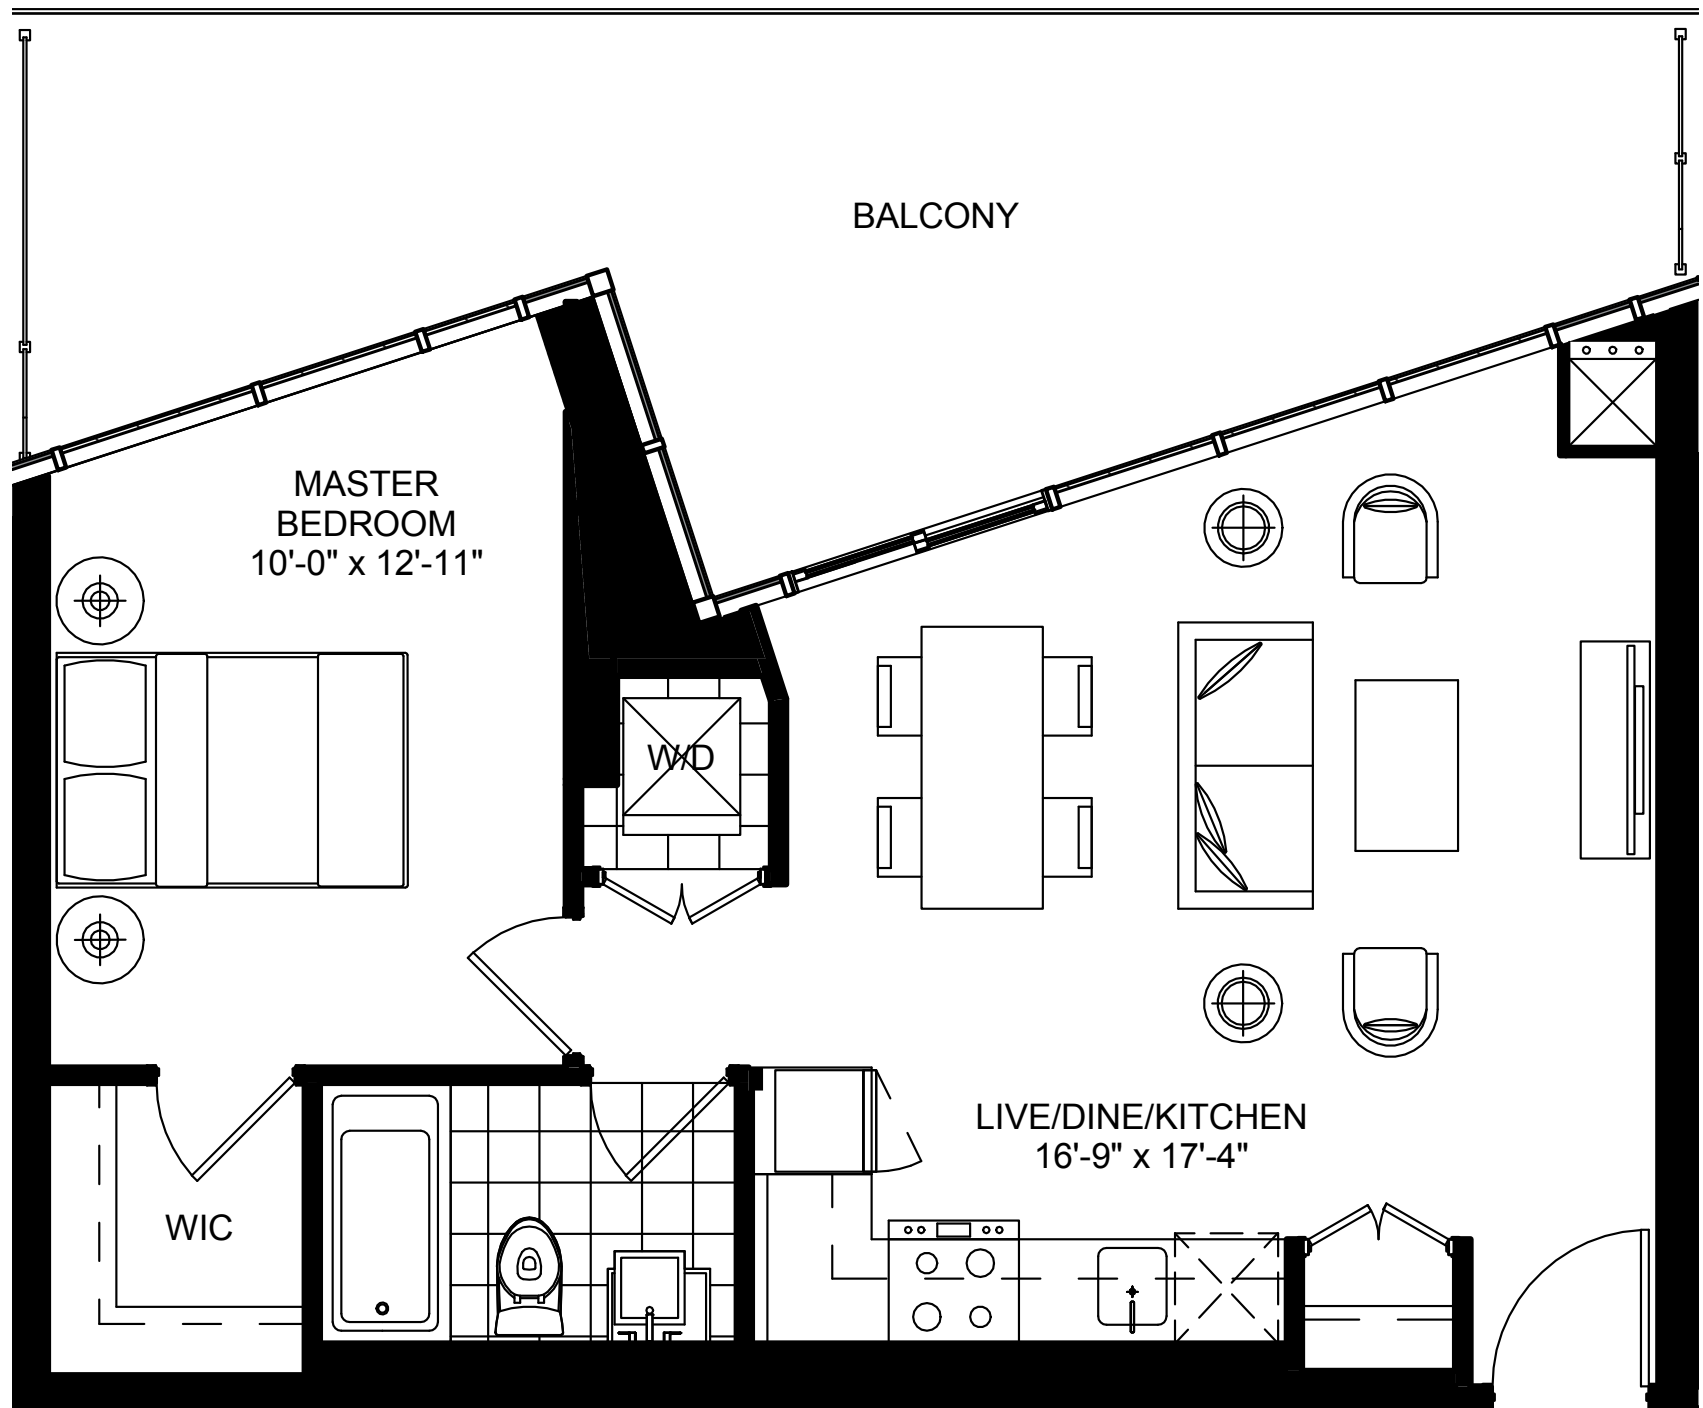 BALCONY
MASTER
BEDROOM
10'-0" x 12'-11"
W/D
LIVE/DINE/KITCHEN
16'-9" x 17'-4"
WIC